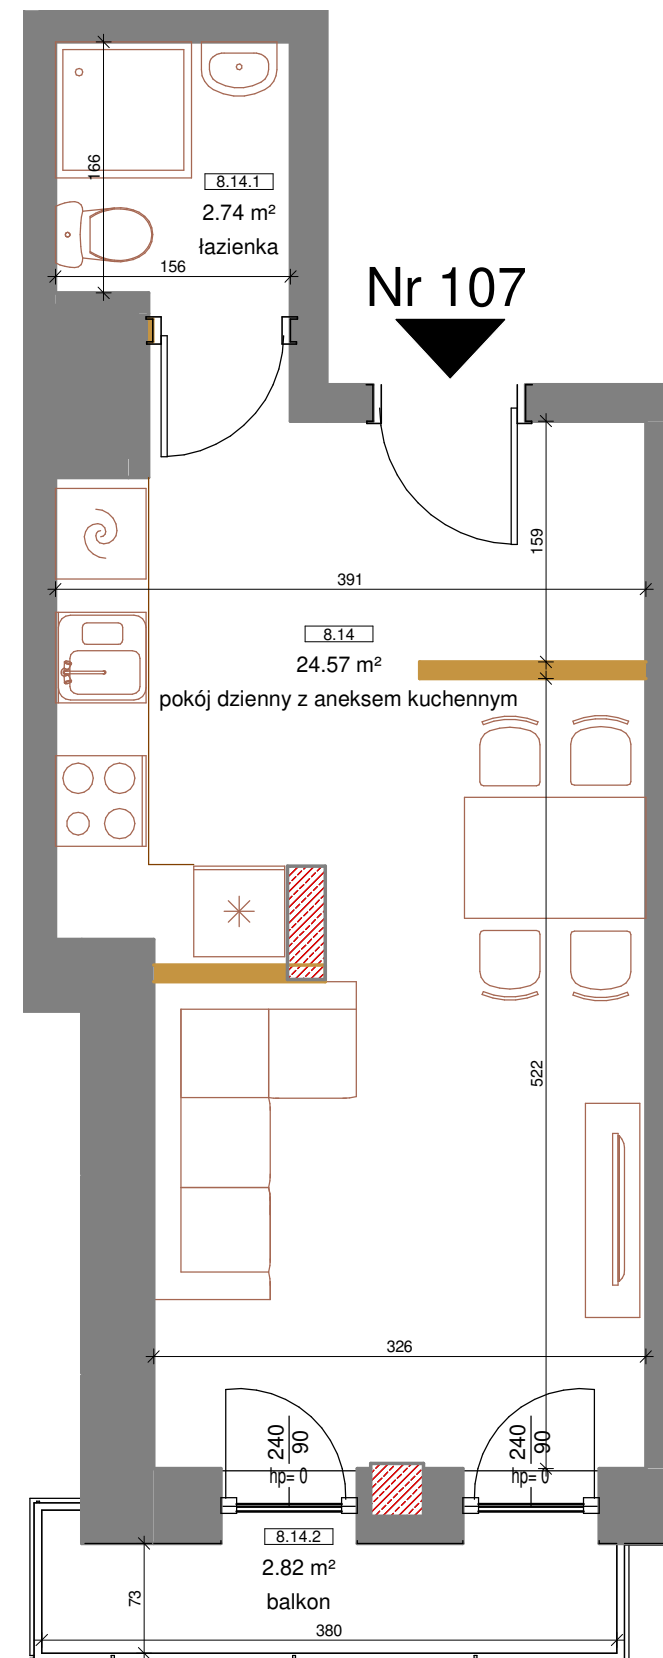 166
8.14.1
2.74 m²
łazienka
156
Nr 107
159
391
8.14
24.57 m²
pokój dzienny z aneksem kuchennym
522
326
240
90
hp= 0
240
90
hp= 0
8.14.2
2.82 m²
balkon
73
380